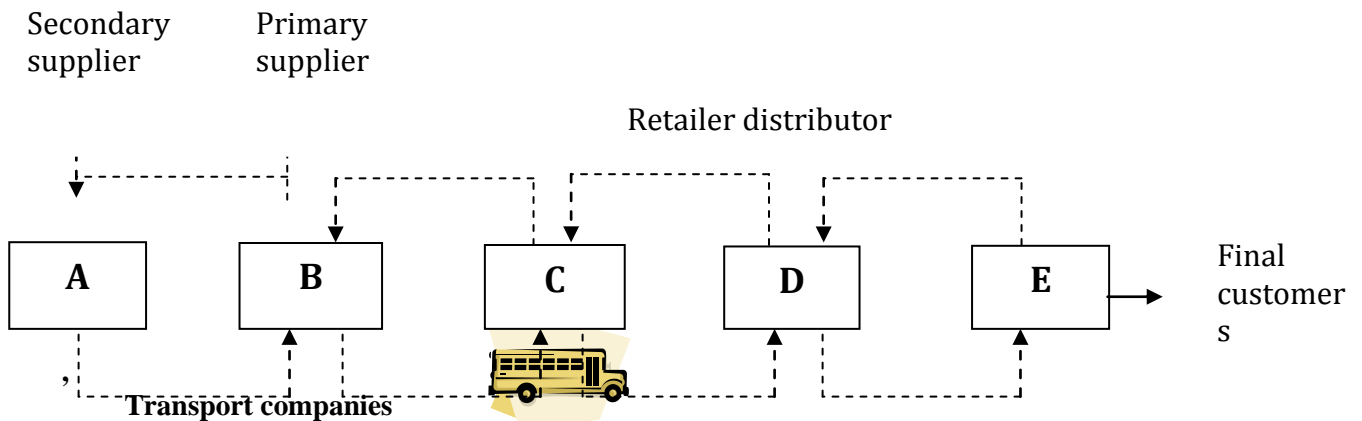 Secondary
supplier
Primary
supplier
Retailer distributor
A
B
C
D
E
Final
customer
s
,
Transport companies